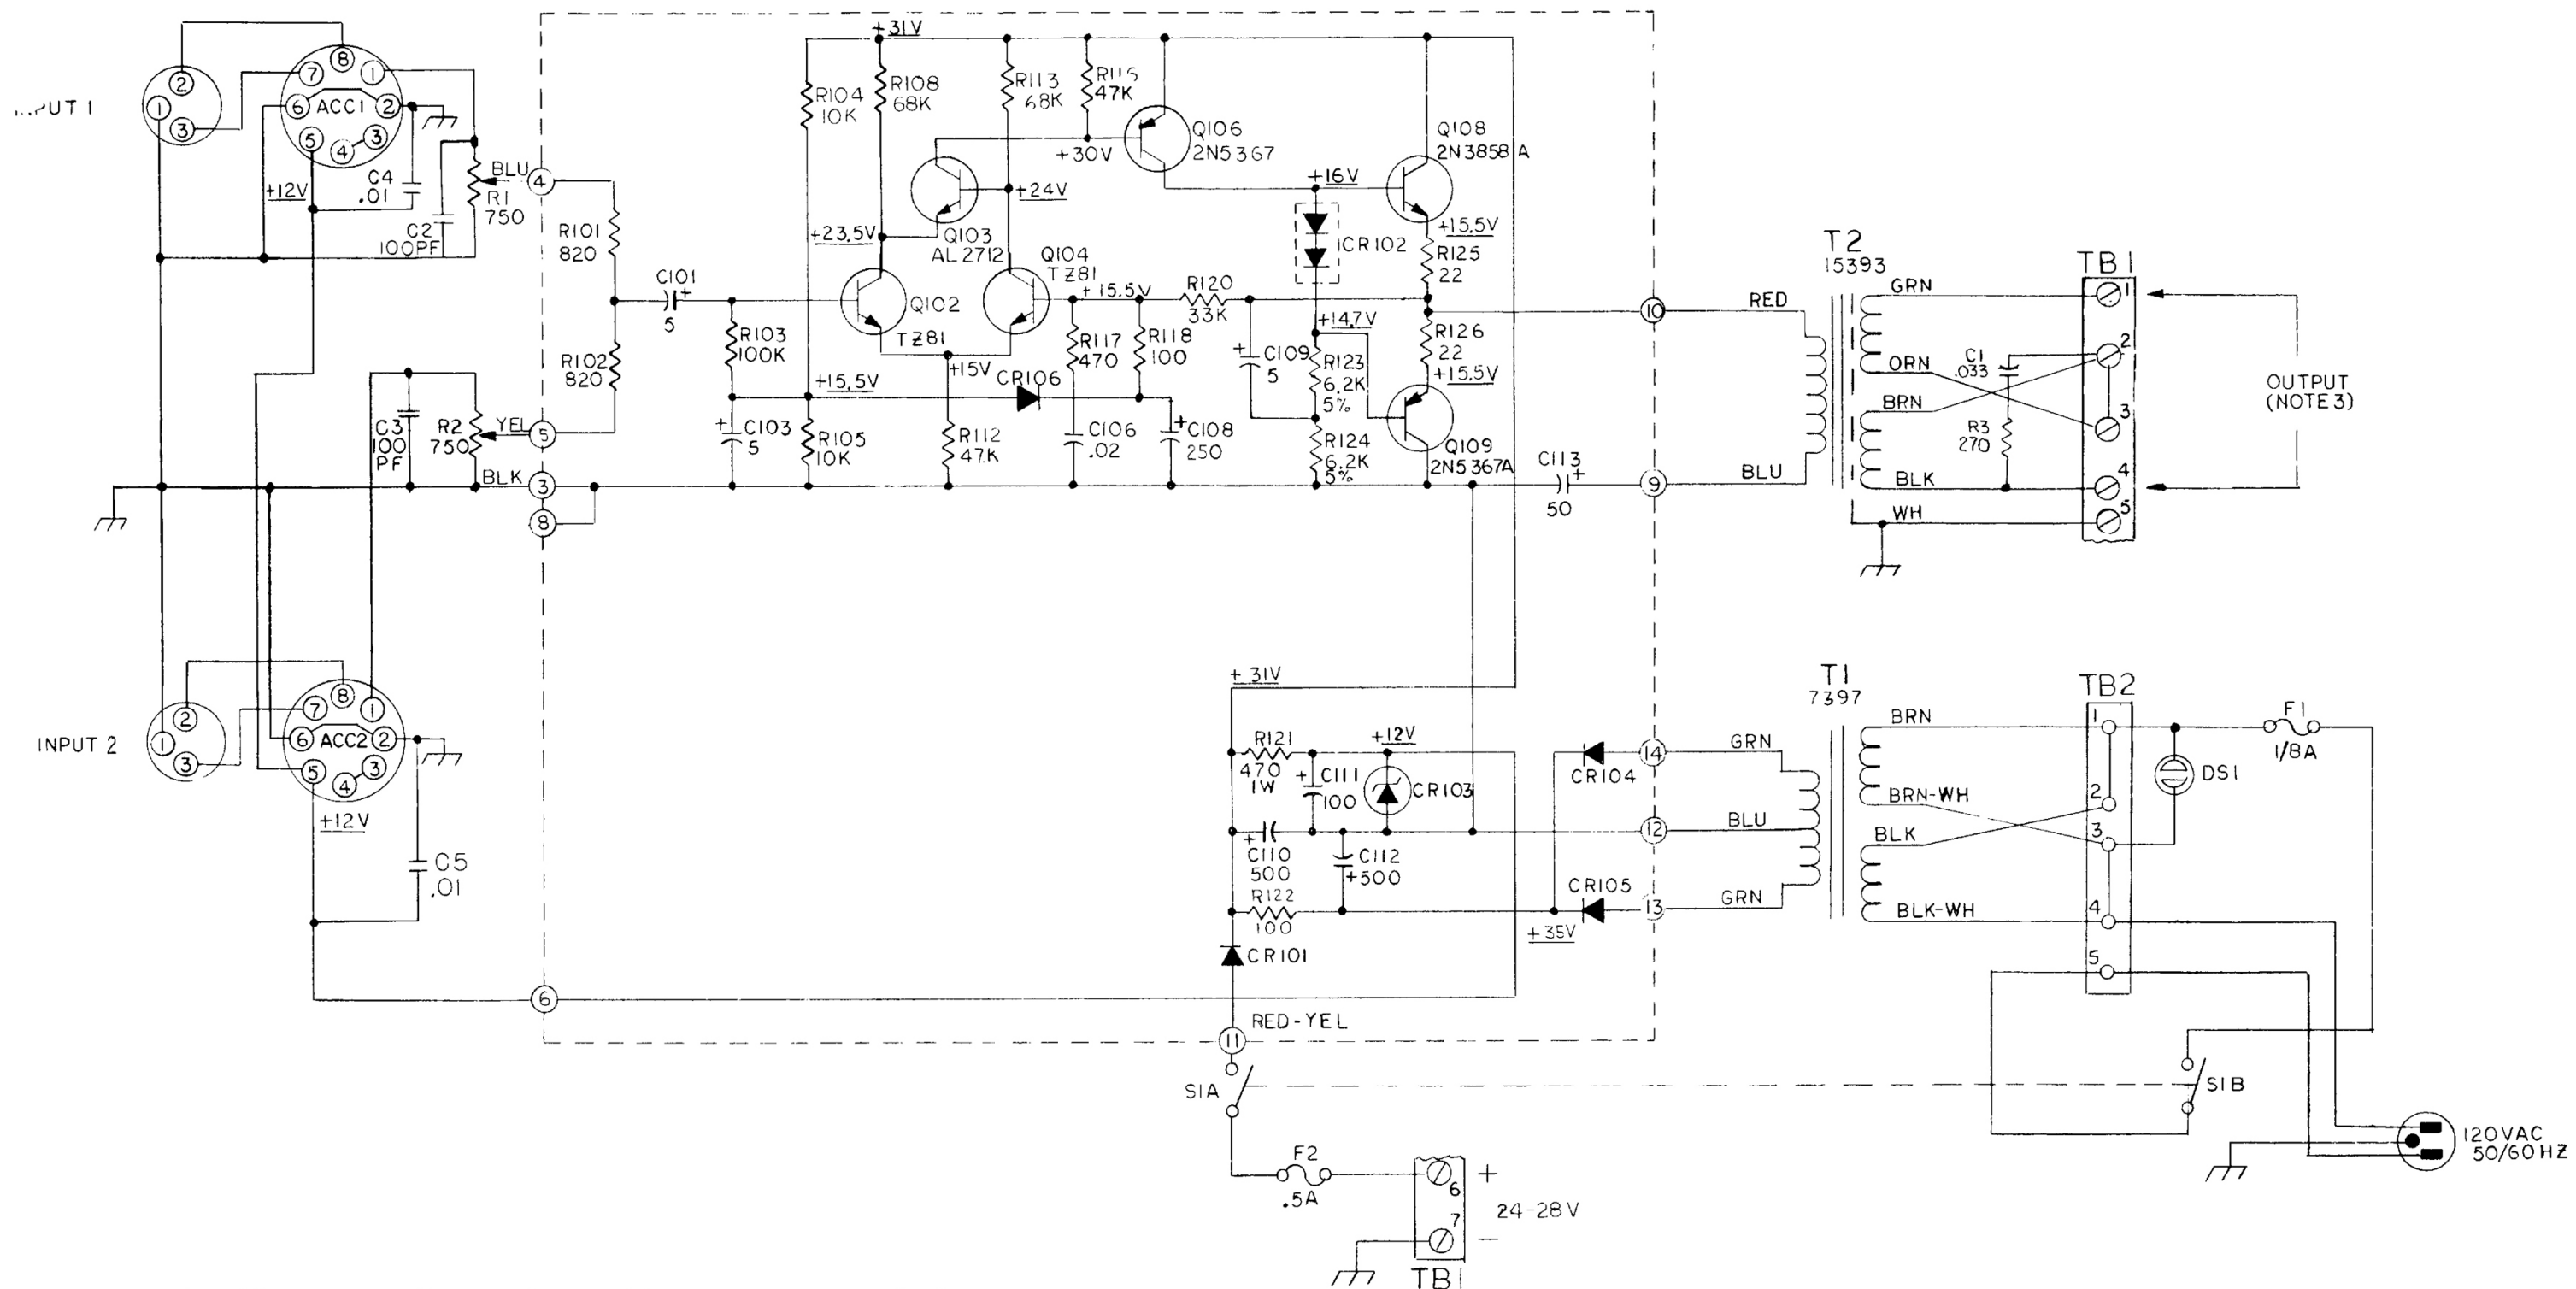 +31V
8
7
1
2
1
6 ACC1 2
3
5
4
3
INPUT 1
+12V
C4
.01
C2
100PF
BLU
R1
750
4
R104
10K
R108
68K
R113
68K
R115
47K
Q106
2N5367
+30V
Q108
2N3858A
+24V
+16V
+15.5V
Q103
AL2712
+23.5V
Q104
TZ81
Q102
TZ81
CR102
R125
22
R101
820
C101
+
5
R103
100K
+15.5V
R120
33K
+14.7V
R117
470
R118
100
+
C109
5
R123
6.2K
5%
R126
22
+15.5V
10
RED
R102
820
+15V
CR106
+15.5V
+
C103
5
R105
10K
R112
47K
C106
.02
+
C108
250
R124
6.2K
5%
Q109
2N5367A
C113
+
50
9
BLU
T2
15393
GRN
ORN
BRN
BLK
WH
C1
.033
R3
270
TB1
1
2
3
4
5
OUTPUT
(NOTE 3)
C3
100
PF
R2
750
YEL
5
BLK
3
8
INPUT 2
2
1
3
8
7
1
6 ACC2 2
5
4
3
+12V
C5
.01
6
+31V
R121
470
1W
+12V
+
C111
100
CR103
+
C110
500
C112
+500
R122
100
CR101
CR104
14
GRN
12
BLU
CR105
13
GRN
+35V
T1
7397
BRN
BRN-WH
BLK
BLK-WH
TB2
1
2
3
4
5
DS1
F1
1/8A
RED-YEL
11
S1A
S1B
F2
.5A
6
+
7
−
24-28V
TB1
120VAC
50/60HZ